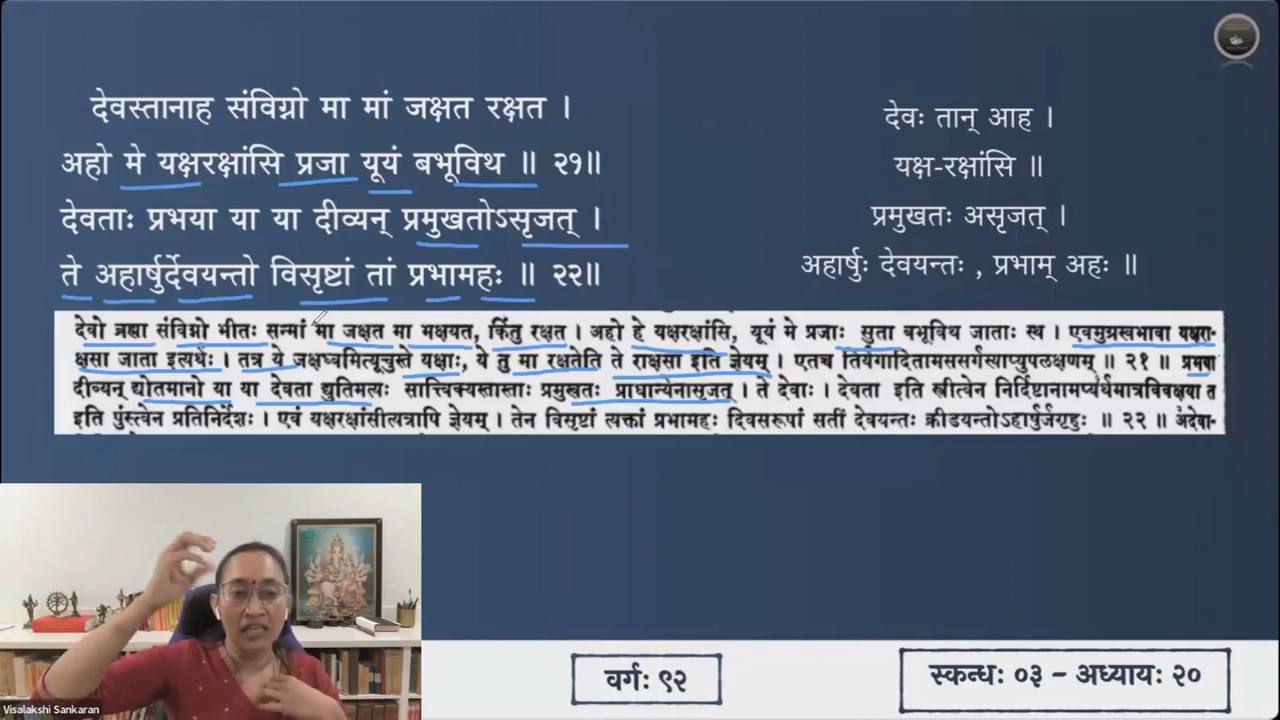 देवस्तानाह संविग्नो मा मां जक्षत रक्षत ।
अहो मे यक्षरक्षांसि प्रजा यूयं बभूविथ ॥ २१॥
देवताः प्रभया या या दीव्यन् प्रमुखतोऽसृजत् ।
ते अहार्षुर्देवयन्तो विसृष्टां तां प्रभामहः ॥ २२॥
देवः तान् आह ।
यक्ष-रक्षांसि ॥
प्रमुखतः असृजत् ।
अहार्षुः देवयन्तः , प्रभाम् अहः ॥
देवो ब्रह्मा संविग्नो भीतः सन्मां मा जक्षत मा भक्षयत, किंतु रक्षत । अहो हे यक्षरक्षांसि, यूयं मे प्रजाः सुता बभूविथ जाताः स्थ । एवमुग्रस्वभावा यक्षरा-
क्षसा जाता इत्यर्थः । तत्र ये जक्षध्वमित्यूचुस्ते यक्षाः, ये तु मा रक्षतेति ते राक्षसा इति ज्ञेयम् । एतच्च तिर्यगादितामससर्गस्याप्युपलक्षणम् ॥ २१ ॥ प्रभया
दीव्यन् द्योतमानो या या देवता द्युतिमत्यः सात्त्विक्यस्तास्ताः प्रमुखतः प्राधान्येनासृजत् । ते देवाः । देवता इति स्त्रीत्वेन निर्दिष्टानामप्यर्थमात्रविवक्षया त
इति पुंस्त्वेन प्रतिनिर्देशः । एवं यक्षरक्षांसीत्यत्रापि ज्ञेयम् । तेन विसृष्टां त्यक्तां प्रभामहः दिवसरूपां सतीं देवयन्तः क्रीडयन्तोऽहार्षुर्जगृहुः ॥ २२ ॥ अदेवा-
Visalakshi Sankaran
वर्गः ९२
स्कन्धः ०३ – अध्यायः २०